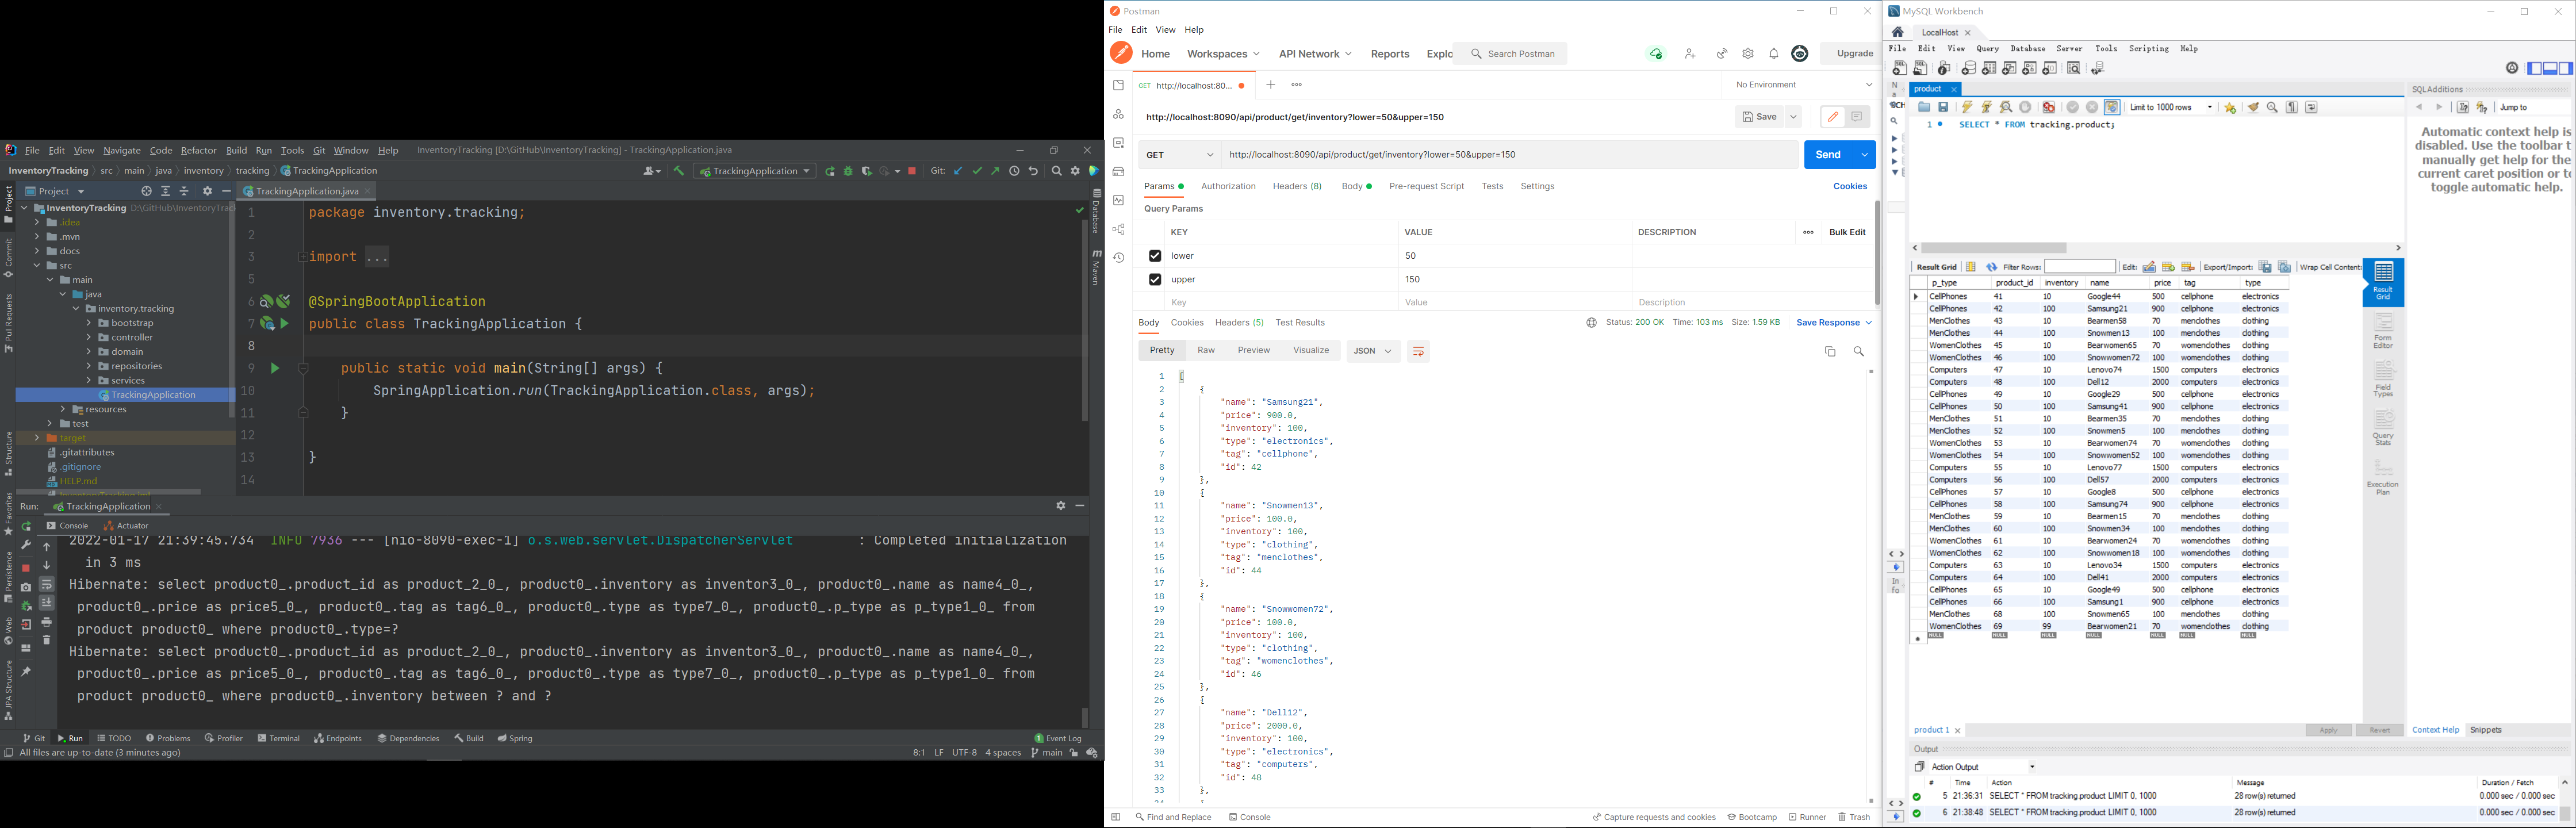 File Edit View Navigate Code Refactor Build Run Tools Git Window Help InventoryTracking [D:\GitHub\InventoryTracking] - TrackingApplication.java
InventoryTracking src main java inventory tracking TrackingApplication
TrackingApplication Git:
Project
TrackingApplication.java
InventoryTracking D:\GitHub\InventoryTrac
.idea
.mvn
docs
src
main
java
inventory.tracking
bootstrap
controller
domain
repositories
services
TrackingApplication
resources
test
target
.gitattributes
.gitignore
HELP.md
Project
Commit
Pull Requests
Structure
Favorites
Persistence
Web
JPA Structure
Database
Maven
1 package inventory.tracking;
2
3 import ...
5
6 @SpringBootApplication
7 public class TrackingApplication {
8
9 public static void main(String[] args) {
10 SpringApplication.run(TrackingApplication.class, args);
11 }
12
13 }
14
Run: TrackingApplication
Console Actuator
2022-01-17 21:39:45.734 INFO 7936 --- [nio-8090-exec-1] o.s.web.servlet.DispatcherServlet : Completed initialization
in 3 ms
Hibernate: select product0_.product_id as product_2_0_, product0_.inventory as inventor3_0_, product0_.name as name4_0_,
product0_.price as price5_0_, product0_.tag as tag6_0_, product0_.type as type7_0_, product0_.p_type as p_type1_0_ from
product product0_ where product0_.type=?
Hibernate: select product0_.product_id as product_2_0_, product0_.inventory as inventor3_0_, product0_.name as name4_0_,
product0_.price as price5_0_, product0_.tag as tag6_0_, product0_.type as type7_0_, product0_.p_type as p_type1_0_ from
product product0_ where product0_.inventory between ? and ?
Git Run TODO Problems Profiler Terminal Endpoints Dependencies Build Spring 1 Event Log
All files are up-to-date (3 minutes ago) 8:1 LF UTF-8 4 spaces main
Postman
File Edit View Help
Home Workspaces API Network Reports Explo Search Postman Upgrade
GET http://localhost:80... No Environment
http://localhost:8090/api/product/get/inventory?lower=50&upper=150 Save
GET http://localhost:8090/api/product/get/inventory?lower=50&upper=150 Send
Params Authorization Headers (8) Body Pre-request Script Tests Settings Cookies
Query Params
KEY VALUE DESCRIPTION Bulk Edit
lower 50
upper 150
Key Value Description
Body Cookies Headers (5) Test Results Status: 200 OK Time: 103 ms Size: 1.59 KB Save Response
Pretty Raw Preview Visualize JSON
1 [
2 {
3 "name": "Samsung21",
4 "price": 900.0,
5 "inventory": 100,
6 "type": "electronics",
7 "tag": "cellphone",
8 "id": 42
9 },
10 {
11 "name": "Snowmen13",
12 "price": 100.0,
13 "inventory": 100,
14 "type": "clothing",
15 "tag": "menclothes",
16 "id": 44
17 },
18 {
19 "name": "Snowwomen72",
20 "price": 100.0,
21 "inventory": 100,
22 "type": "clothing",
23 "tag": "womenclothes",
24 "id": 46
25 },
26 {
27 "name": "Dell12",
28 "price": 2000.0,
29 "inventory": 100,
30 "type": "electronics",
31 "tag": "computers",
32 "id": 48
33 },
Find and Replace Console Capture requests and cookies Bootcamp Runner Trash
MySQL Workbench
LocalHost
File Edit View Query Database Server Tools Scripting Help
product
SQLAdditions
Limit to 1000 rows Jump to
1 SELECT * FROM tracking.product;
Automatic context help is
disabled. Use the toolbar t
manually get help for the
current caret position or t
toggle automatic help.
Result Grid Filter Rows: Edit: Export/Import: Wrap Cell Content:
p_type product_id inventory name price tag type
CellPhones 41 10 Google44 500 cellphone electronics
CellPhones 42 100 Samsung21 900 cellphone electronics
MenClothes 43 10 Bearmen58 70 menclothes clothing
MenClothes 44 100 Snowmen13 100 menclothes clothing
WomenClothes 45 10 Bearwomen65 70 womenclothes clothing
WomenClothes 46 100 Snowwomen72 100 womenclothes clothing
Computers 47 10 Lenovo74 1500 computers electronics
Computers 48 100 Dell12 2000 computers electronics
CellPhones 49 10 Google29 500 cellphone electronics
CellPhones 50 100 Samsung41 900 cellphone electronics
MenClothes 51 10 Bearmen35 70 menclothes clothing
MenClothes 52 100 Snowmen5 100 menclothes clothing
WomenClothes 53 10 Bearwomen74 70 womenclothes clothing
WomenClothes 54 100 Snowwomen52 100 womenclothes clothing
Computers 55 10 Lenovo77 1500 computers electronics
Computers 56 100 Dell57 2000 computers electronics
CellPhones 57 10 Google8 500 cellphone electronics
CellPhones 58 100 Samsung74 900 cellphone electronics
MenClothes 59 10 Bearmen15 70 menclothes clothing
MenClothes 60 100 Snowmen34 100 menclothes clothing
WomenClothes 61 10 Bearwomen24 70 womenclothes clothing
WomenClothes 62 100 Snowwomen18 100 womenclothes clothing
Computers 63 10 Lenovo34 1500 computers electronics
Computers 64 100 Dell41 2000 computers electronics
CellPhones 65 10 Google49 500 cellphone electronics
CellPhones 66 100 Samsung1 900 cellphone electronics
MenClothes 68 100 Snowmen65 100 menclothes clothing
WomenClothes 69 99 Bearwomen21 70 womenclothes clothing
NULL NULL NULL NULL NULL NULL NULL
Result Grid
Form Editor
Field Types
Query Stats
Execution Plan
product 1 Apply Revert Context Help Snippets
Output
Action Output
# Time Action Message Duration / Fetch
5 21:36:31 SELECT * FROM tracking.product LIMIT 0, 1000 28 row(s) returned 0.000 sec / 0.000 sec
6 21:38:48 SELECT * FROM tracking.product LIMIT 0, 1000 28 row(s) returned 0.000 sec / 0.000 sec